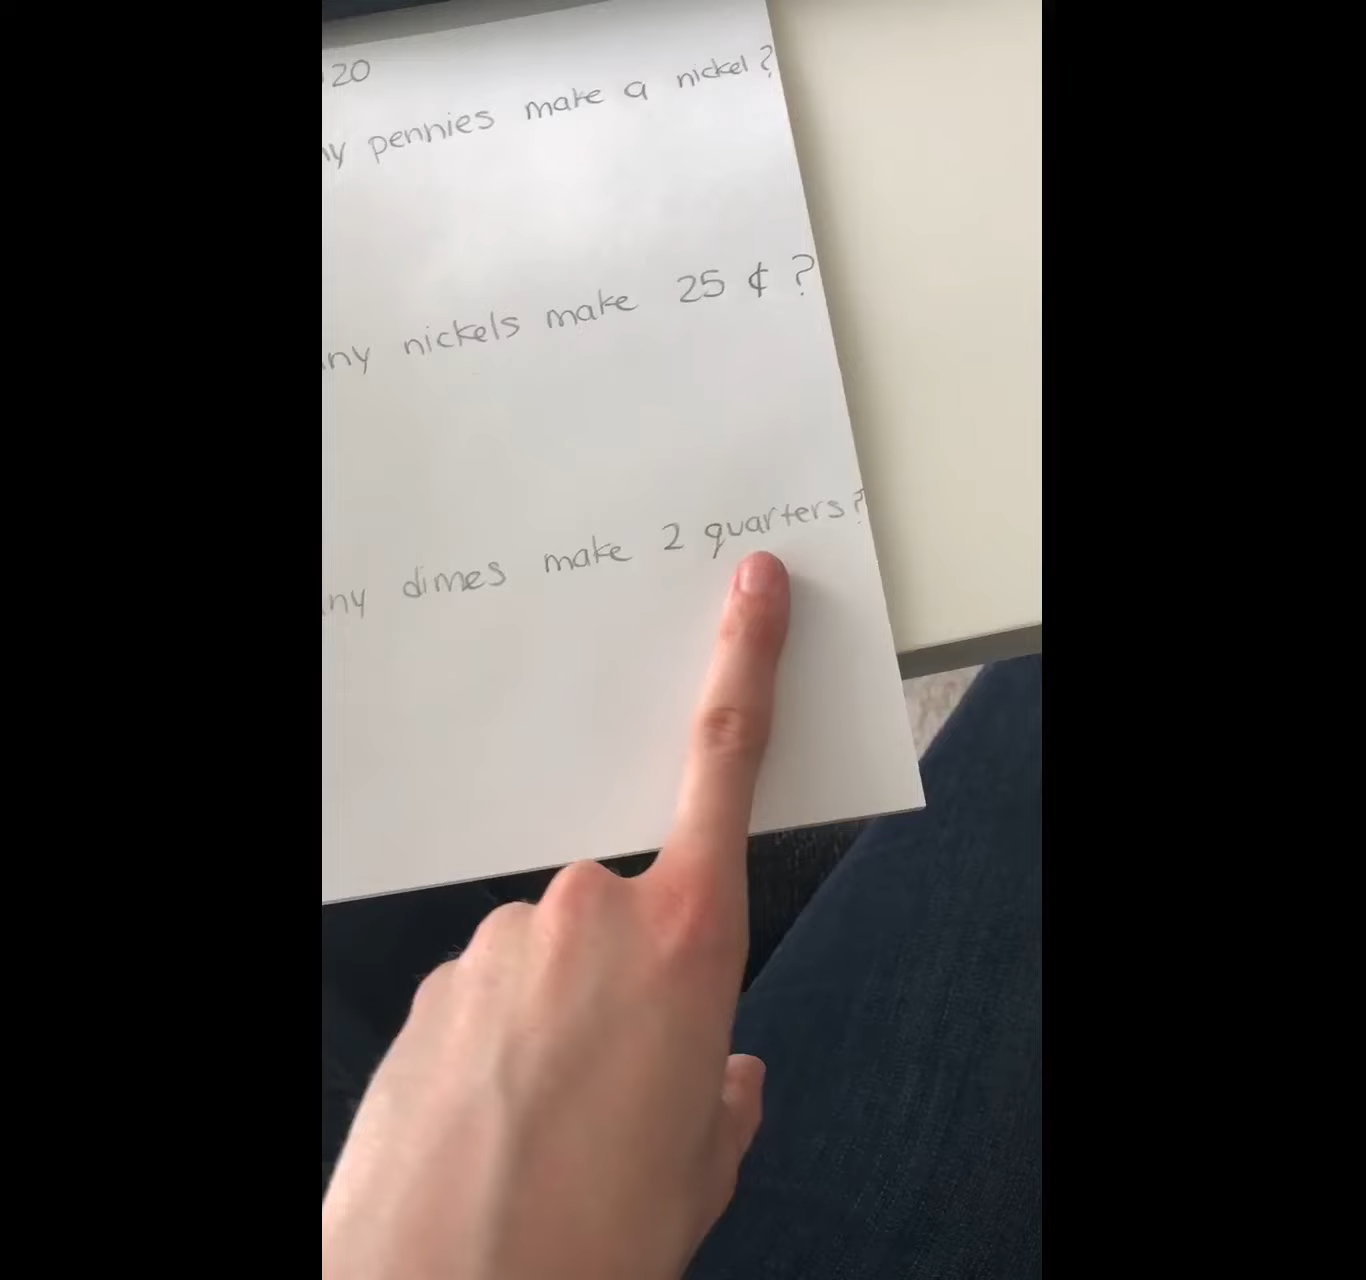 20
ny pennies make a nickel?
ny nickels make 25 ¢ ?
ny dimes make 2 quarters?